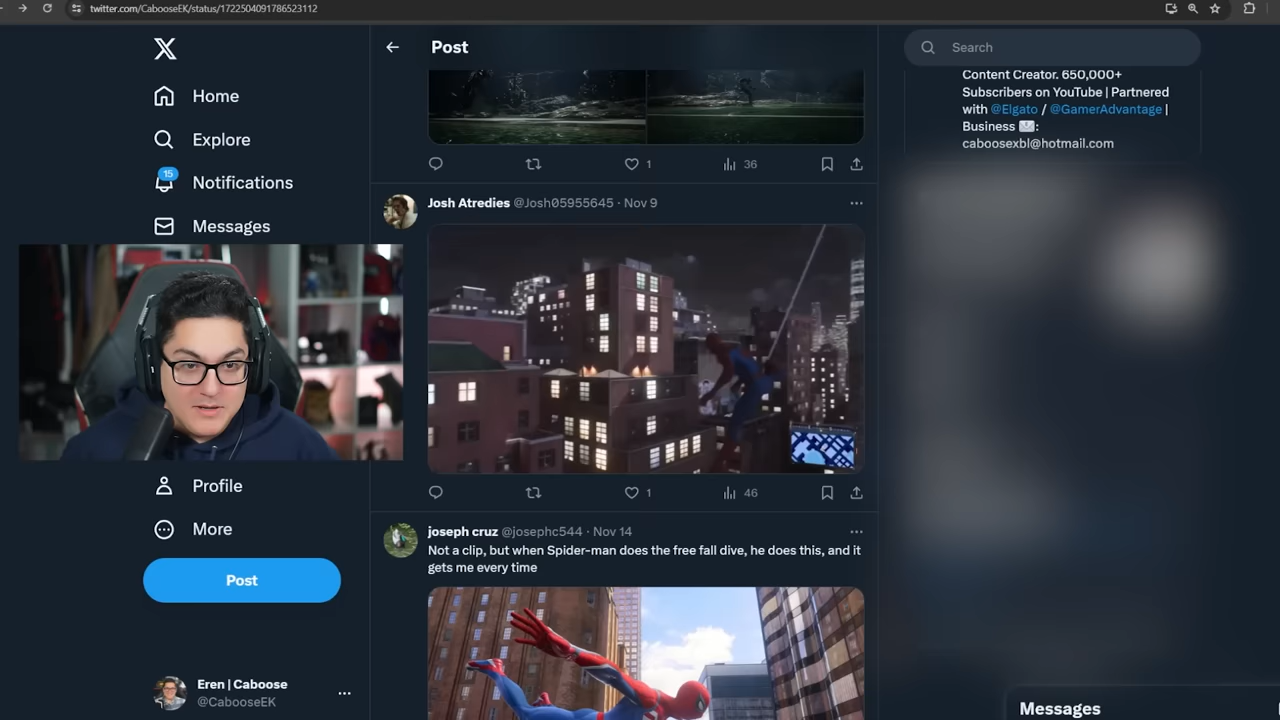 twitter.com/CabooseEK/status/1722504091786523112
Home
Explore
15
Notifications
Messages
Profile
More
Post
Eren | Caboose
@CabooseEK
Post
1
36
Josh Atredies @Josh05955645 · Nov 9
1
46
joseph cruz @josephc544 · Nov 14
Not a clip, but when Spider-man does the free fall dive, he does this, and it
gets me every time
Search
Content Creator. 650,000+
Subscribers on YouTube | Partnered
with @Elgato / @GamerAdvantage |
Business ✉️:
caboosexbl@hotmail.com
Messages